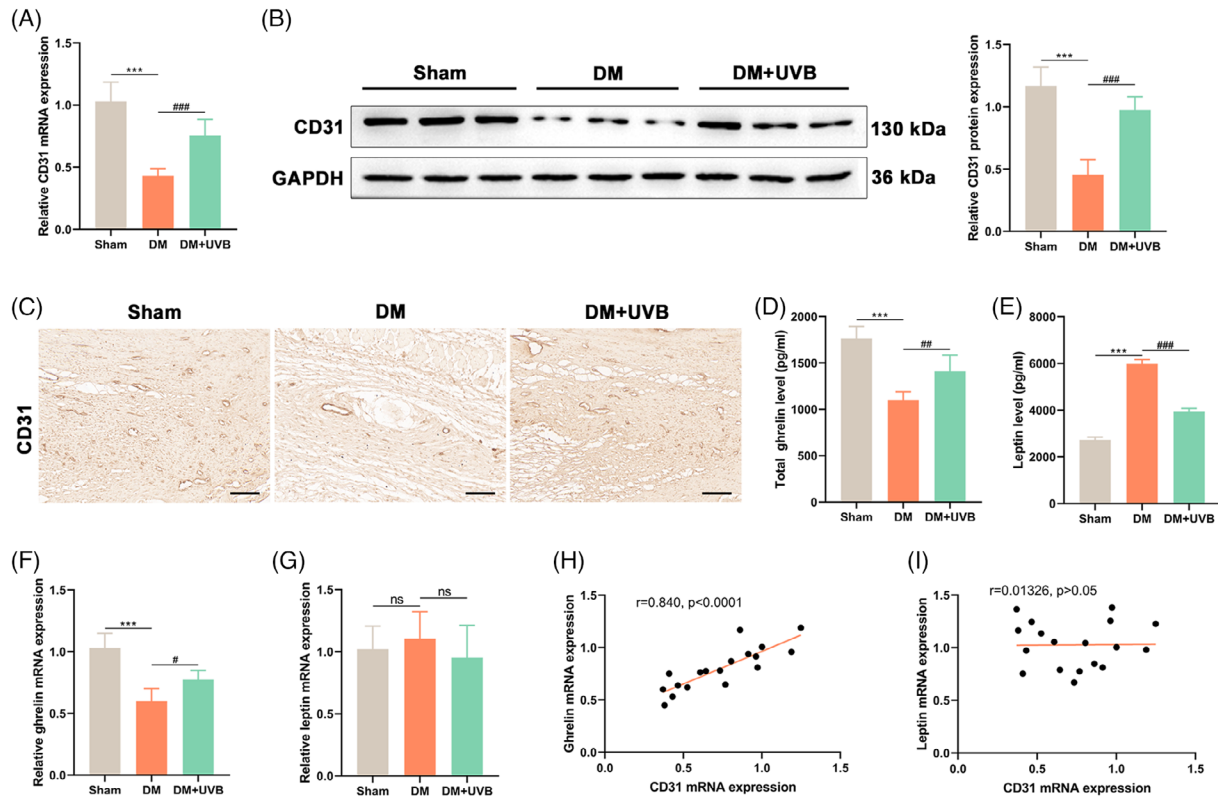 (A)
Relative CD31 mRNA expression
1.5
1.0
0.5
0.0
***
###
Sham DM DM+UVB
(B)
Sham DM DM+UVB
CD31
130 kDa
GAPDH
36 kDa
Relative CD31 protein expression
1.5
1.0
0.5
0.0
***
###
Sham DM DM+UVB
(C)
Sham DM DM+UVB
CD31
(D)
Total ghrelin level (pg/ml)
2000
1500
1000
500
0
***
##
Sham DM DM+UVB
(E)
Leptin level (pg/ml)
8000
6000
4000
2000
0
***
###
Sham DM DM+UVB
(F)
Relative ghrelin mRNA expression
1.5
1.0
0.5
0.0
***
#
Sham DM DM+UVB
(G)
Relative leptin mRNA expression
1.5
1.0
0.5
0.0
ns
ns
Sham DM DM+UVB
(H)
Ghrelin mRNA expression
1.5
1.0
0.5
0.0
r=0.840, p<0.0001
0.0 0.5 1.0 1.5
CD31 mRNA expression
(I)
Leptin mRNA expression
1.5
1.0
0.5
0.0
r=0.01326, p>0.05
0.0 0.5 1.0 1.5
CD31 mRNA expression